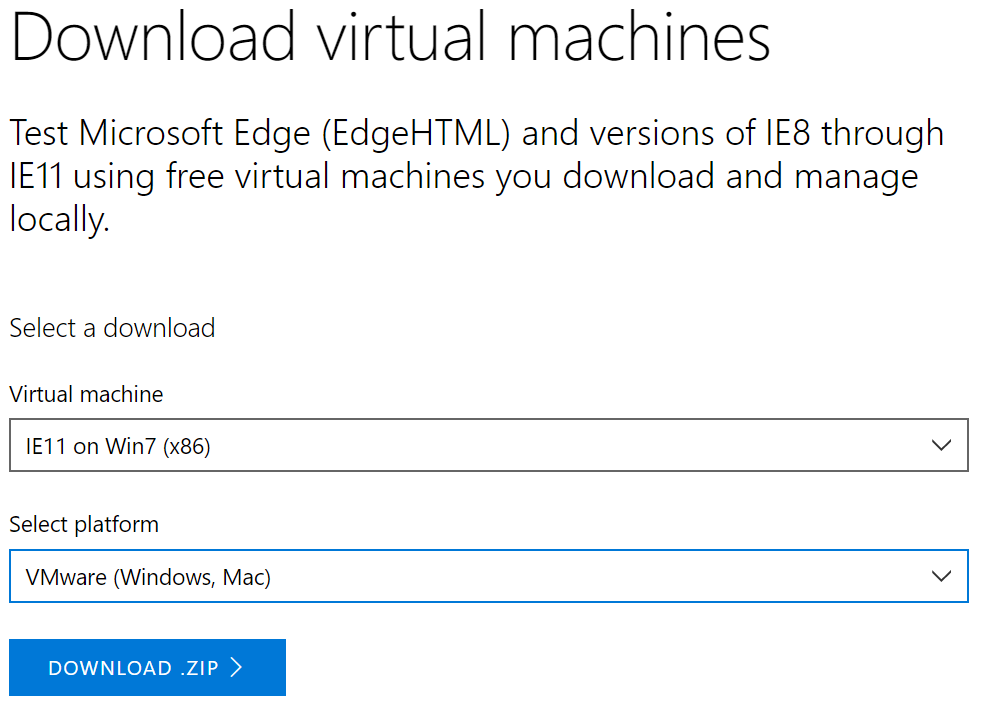 Download virtual machines
Test Microsoft Edge (EdgeHTML) and versions of IE8 through
IE11 using free virtual machines you download and manage
locally.
Select a download
Virtual machine
IE11 on Win7 (x86)
Select platform
VMware (Windows, Mac)
DOWNLOAD .ZIP